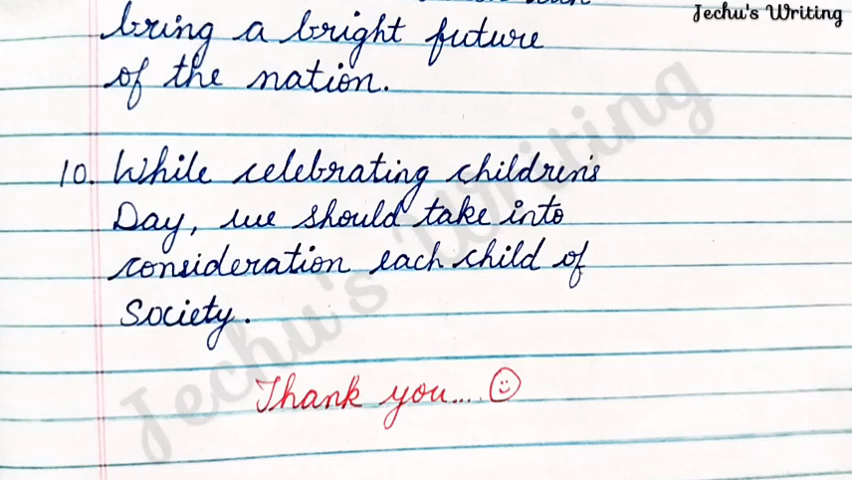 Jechu's Writing
bring a bright future
of the nation.
10. While celebrating children's
Day, we should take into
consideration each child of
Society.
Thank you... ☺
Jechu's Writing